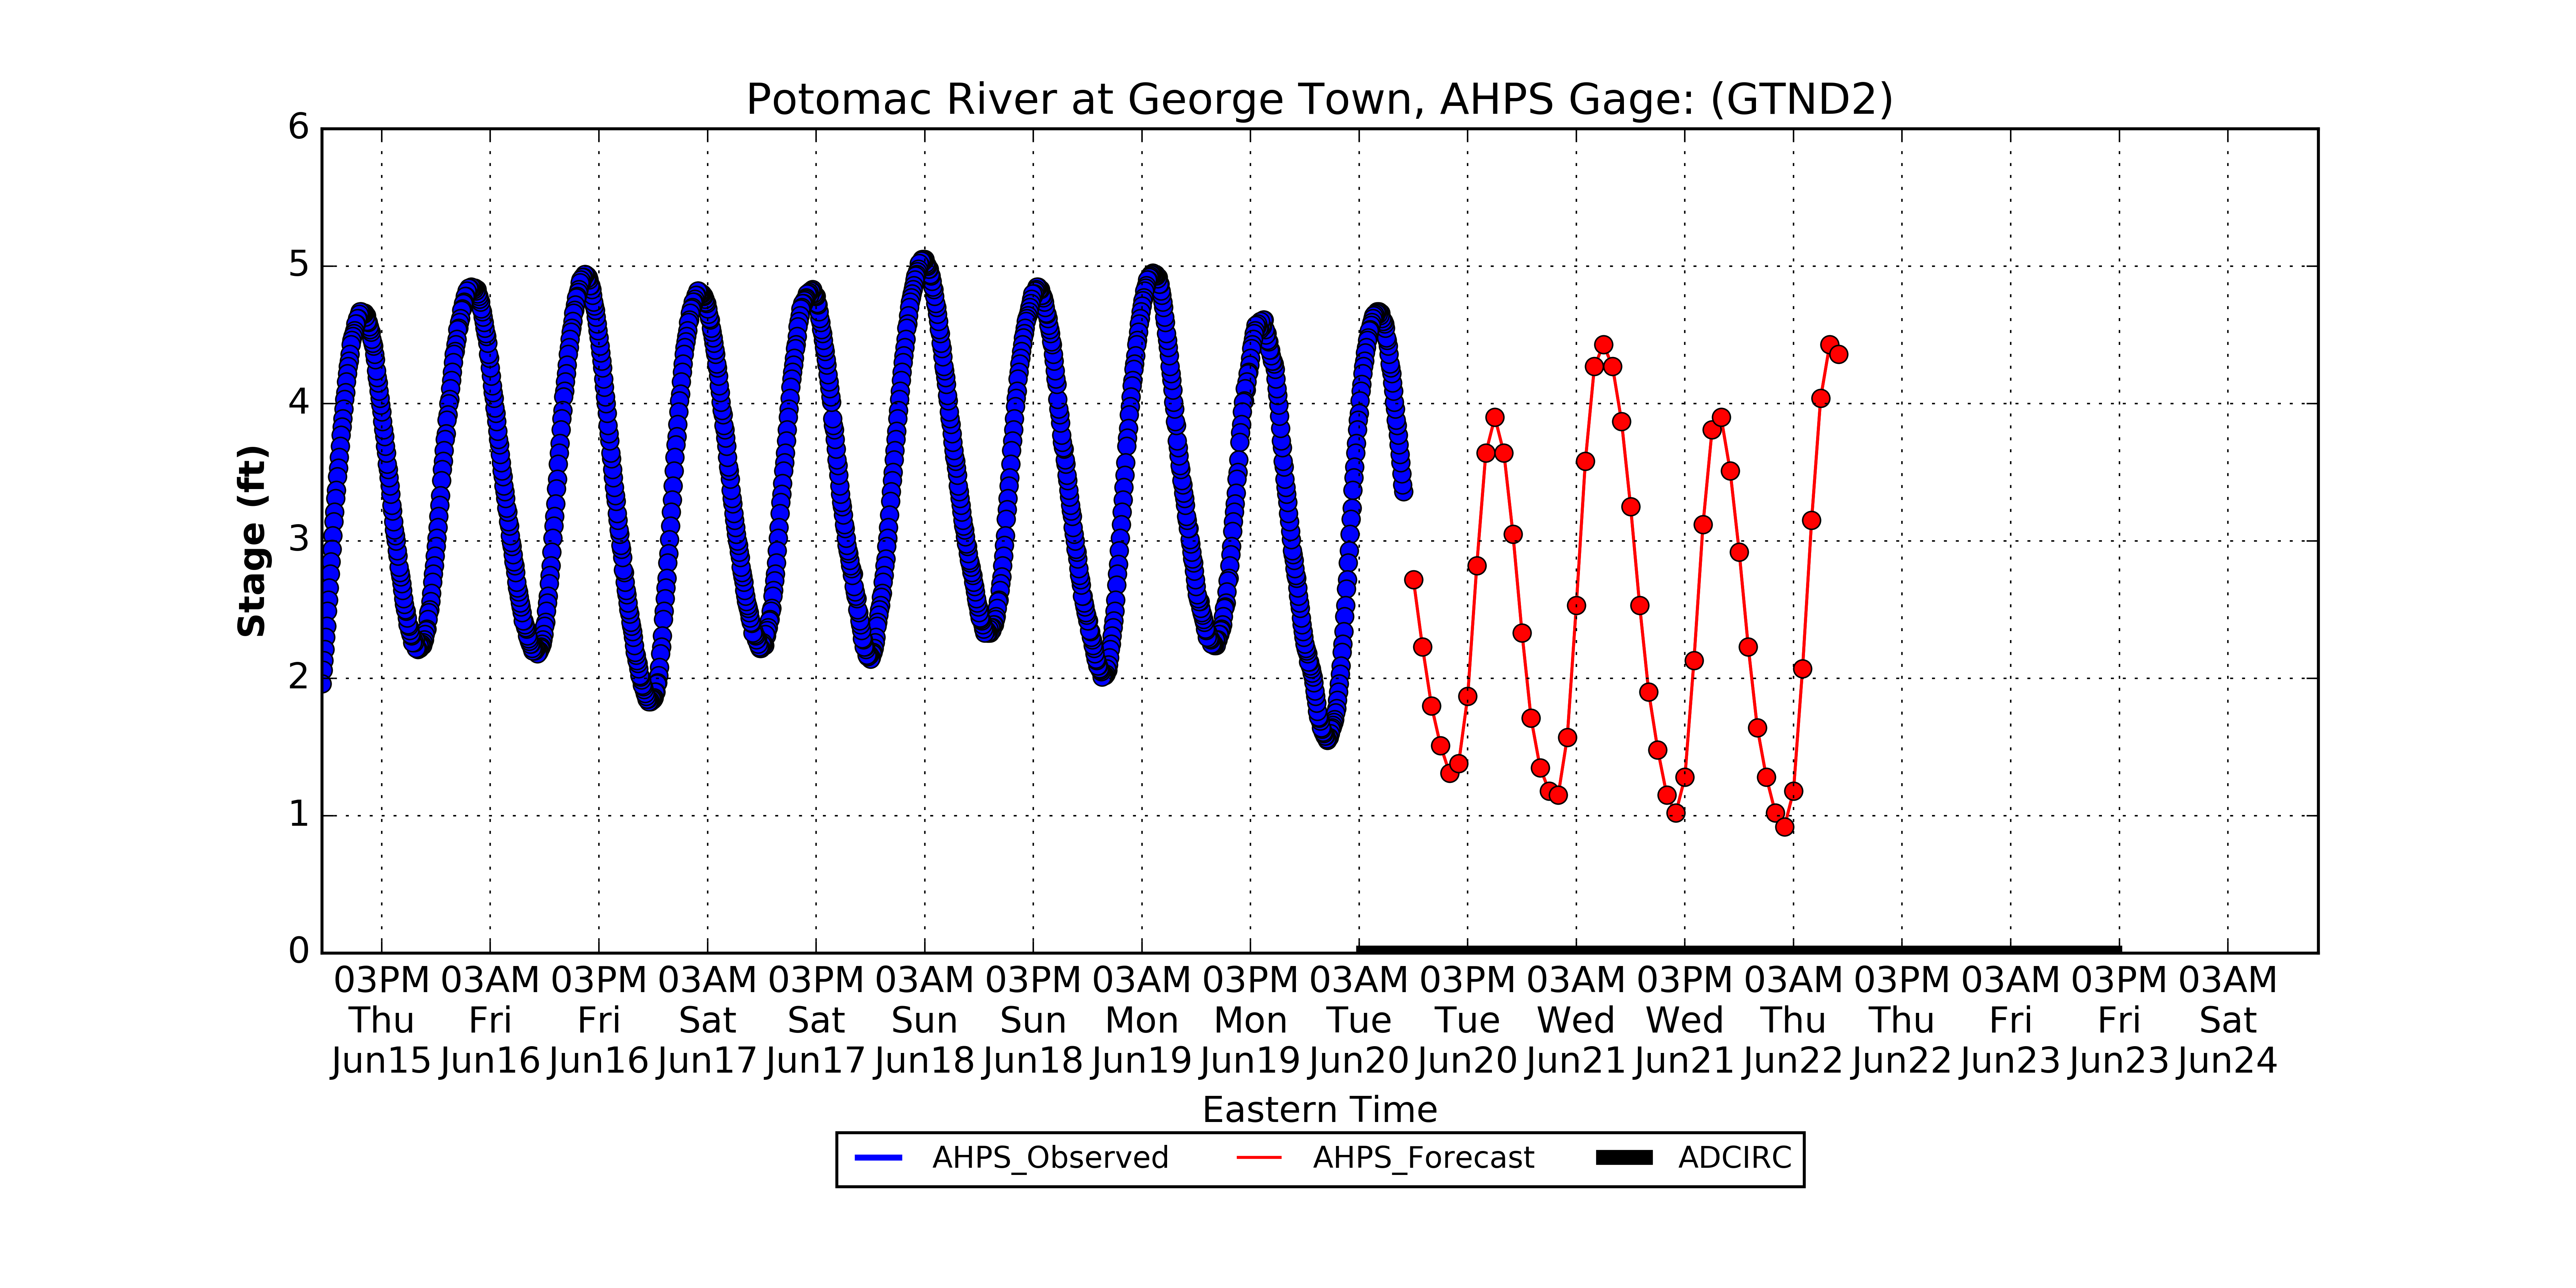 Potomac River at George Town, AHPS Gage: (GTND2)
6
5
4
3
2
1
0
Stage (ft)
03PM 03AM 03PM 03AM 03PM 03AM 03PM 03AM 03PM 03AM 03PM 03AM 03PM 03AM 03PM 03AM 03PM 03AM
Thu Fri Fri Sat Sat Sun Sun Mon Mon Tue Tue Wed Wed Thu Thu Fri Fri Sat
Jun15 Jun16 Jun16 Jun17 Jun17 Jun18 Jun18 Jun19 Jun19 Jun20 Jun20 Jun21 Jun21 Jun22 Jun22 Jun23 Jun23 Jun24
Eastern Time
AHPS_Observed AHPS_Forecast ADCIRC